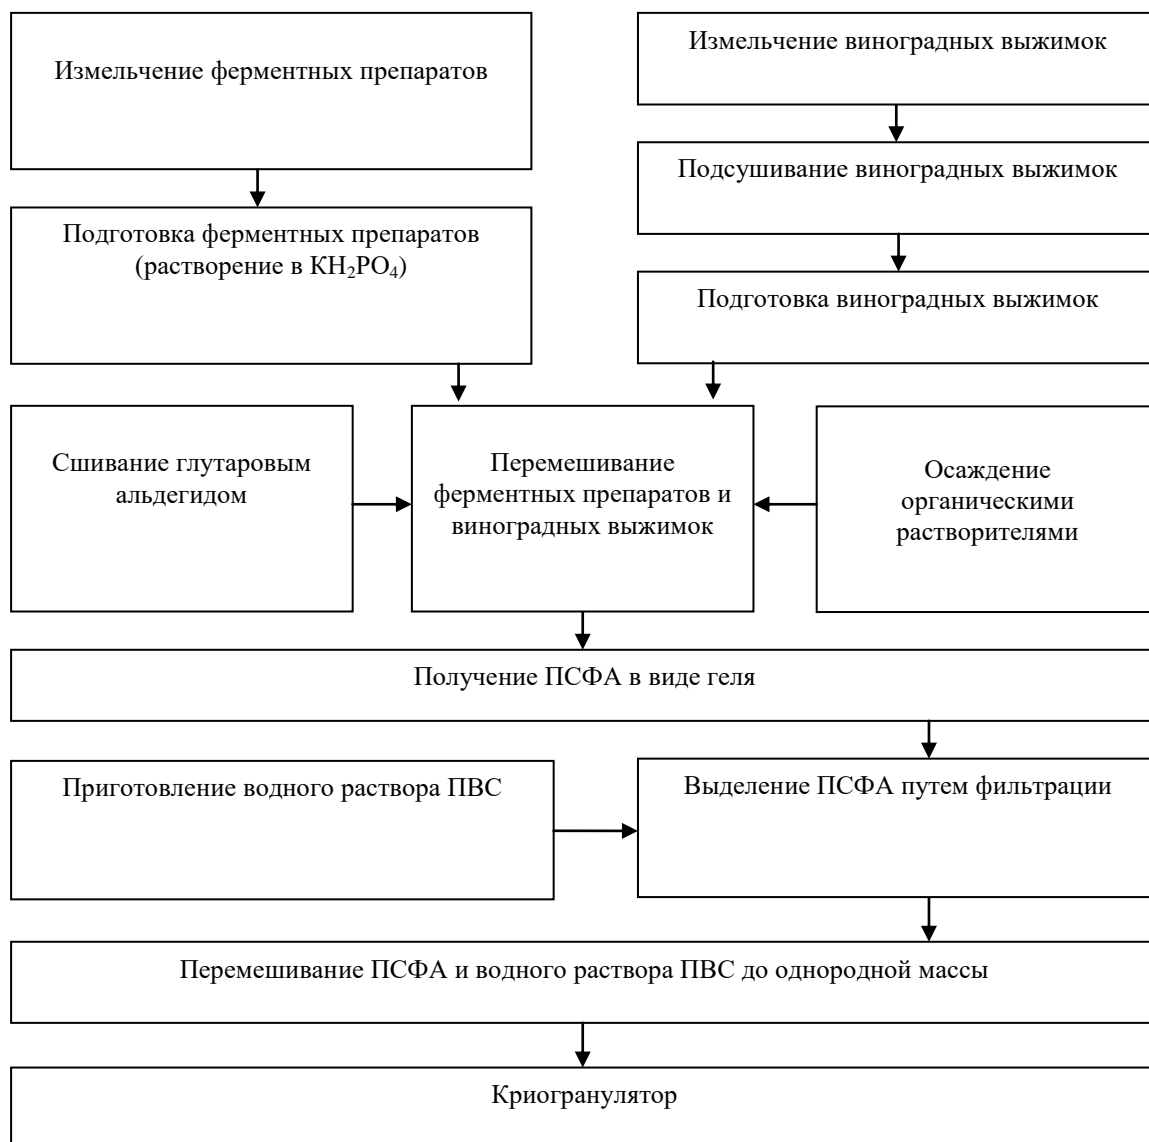 Измельчение ферментных препаратов
Измельчение виноградных выжимок
Подсушивание виноградных выжимок
Подготовка ферментных препаратов
(растворение в KH₂PO₄)
Подготовка виноградных выжимок
Сшивание глутаровым
альдегидом
Перемешивание
ферментных препаратов и
виноградных выжимок
Осаждение
органическими
растворителями
Получение ПСФА в виде геля
Приготовление водного раствора ПВС
Выделение ПСФА путем фильтрации
Перемешивание ПСФА и водного раствора ПВС до однородной массы
Криогранулятор